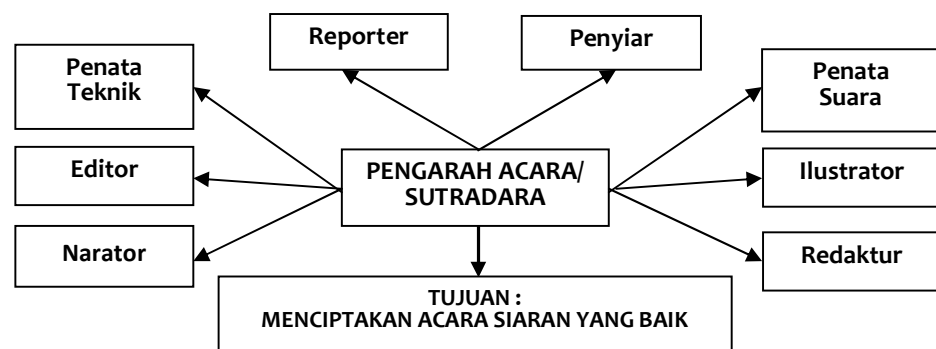 Reporter
Penyiar
Penata
Teknik
Penata
Suara
Editor
PENGARAH ACARA/
SUTRADARA
Ilustrator
Narator
Redaktur
TUJUAN :
MENCIPTAKAN ACARA SIARAN YANG BAIK